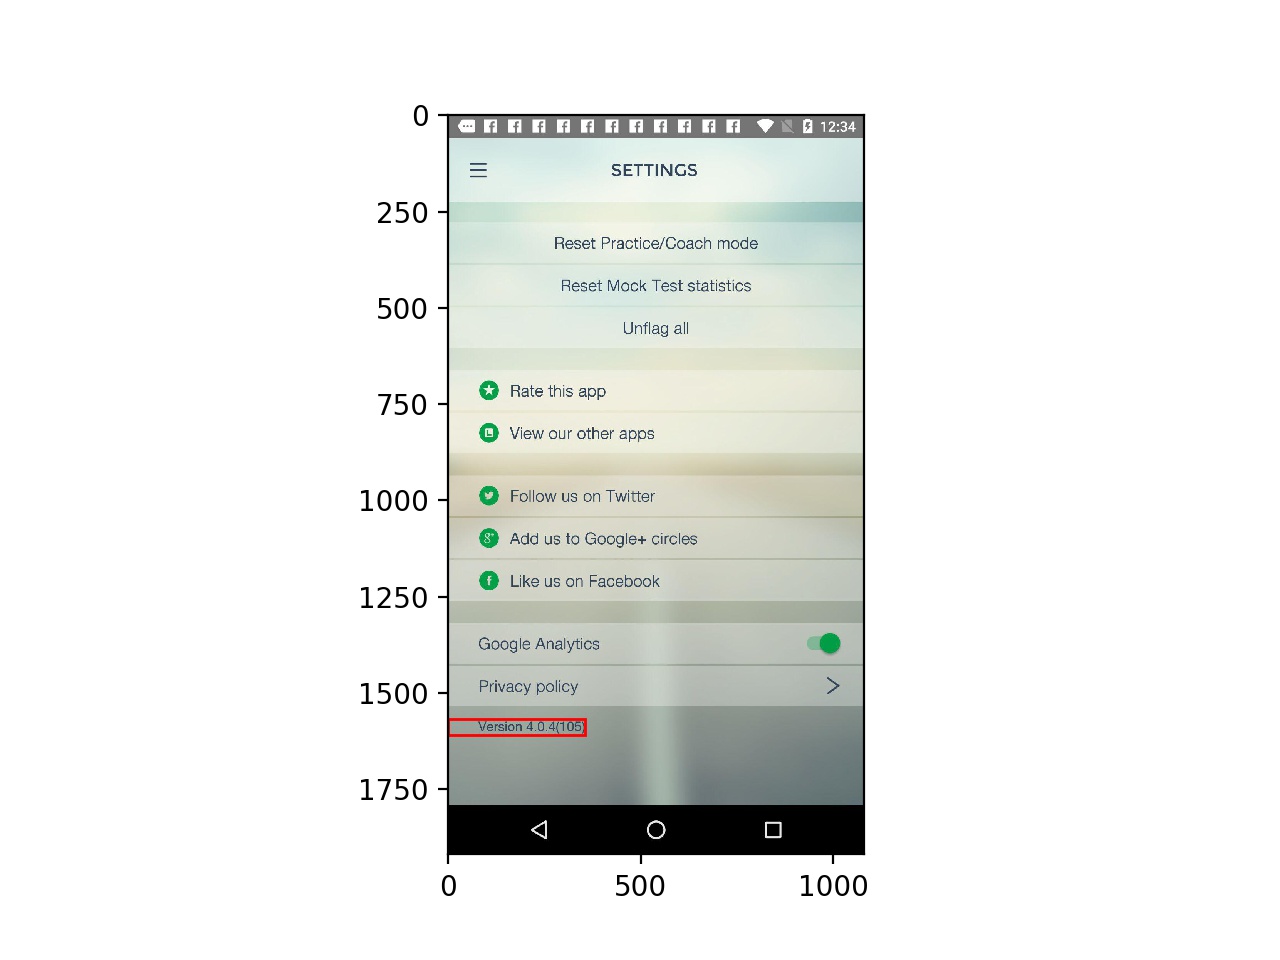 0
250
500
750
1000
1250
1500
1750
12:34
SETTINGS
Reset Practice/Coach mode
Reset Mock Test statistics
Unflag all
Rate this app
View our other apps
Follow us on Twitter
Add us to Google+ circles
Like us on Facebook
Google Analytics
Privacy policy
Version 4.0.4(105)
0
500
1000